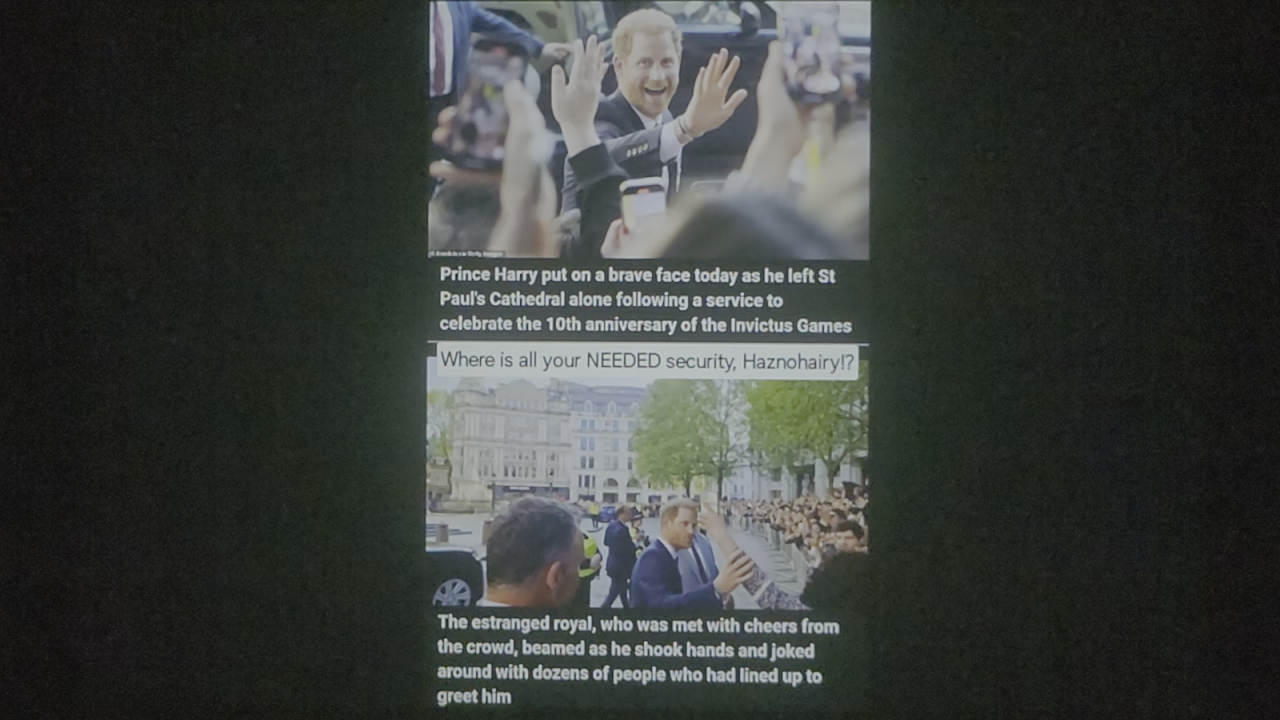 Prince Harry put on a brave face today as he left St
Paul's Cathedral alone following a service to
celebrate the 10th anniversary of the Invictus Games
Where is all your NEEDED security, Haznohairy!?
The estranged royal, who was met with cheers from
the crowd, beamed as he shook hands and joked
around with dozens of people who had lined up to
greet him